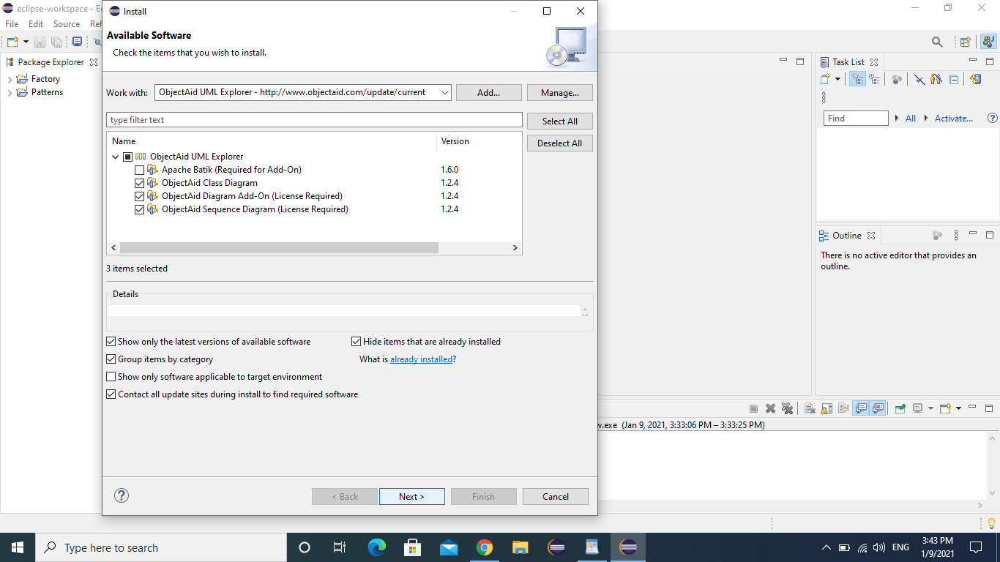 eclipse-workspace - Ec
Install
File Edit Source Ref
Available Software
Check the items that you wish to install.
Package Explorer
Factory
Patterns
Work with: ObjectAid UML Explorer - http://www.objectaid.com/update/current Add... Manage...
type filter text Select All
Deselect All
Name Version
ObjectAid UML Explorer
Apache Batik (Required for Add-On) 1.6.0
ObjectAid Class Diagram 1.2.4
ObjectAid Diagram Add-On (License Required) 1.2.4
ObjectAid Sequence Diagram (License Required) 1.2.4
3 items selected
Details
Show only the latest versions of available software Hide items that are already installed
Group items by category What is already installed?
Show only software applicable to target environment
Contact all update sites during install to find required software
< Back Next > Finish Cancel
Task List
Find All Activate...
Outline
There is no active editor that provides an
outline.
w.exe (Jan 9, 2021, 3:33:06 PM – 3:33:25 PM)
Type here to search
ENG
3:43 PM
1/9/2021